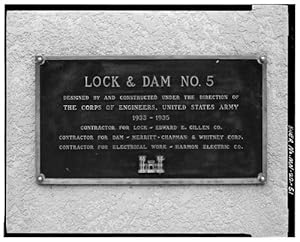 LOCK & DAM NO. 5
DESIGNED BY AND CONSTRUCTED UNDER THE DIRECTION OF
THE CORPS OF ENGINEERS, UNITED STATES ARMY
1933 - 1935
CONTRACTOR FOR LOCK - EDWARD E. GILLEN CO.
CONTRACTOR FOR DAM - MERRITT-CHAPMAN & WHITNEY CORP.
CONTRACTOR FOR ELECTRICAL WORK - HARMON ELECTRIC CO.